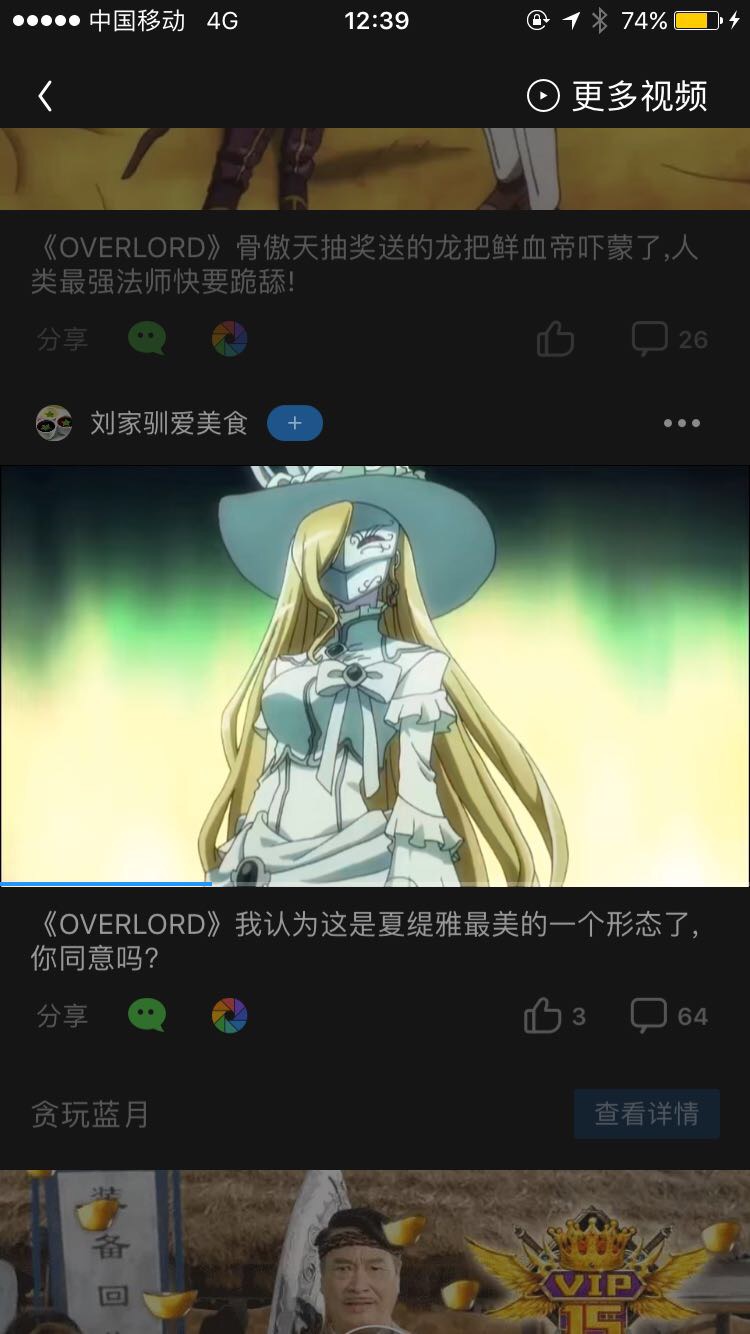 中国移动 4G 12:39 74%
更多视频
《OVERLORD》骨傲天抽奖送的龙把鲜血帝吓蒙了,人
类最强法师快要跪舔!
分享 26
刘家驯爱美食 +
《OVERLORD》我认为这是夏缇雅最美的一个形态了,
你同意吗?
分享 3 64
贪玩蓝月 查看详情
装
备
回
VIP
15